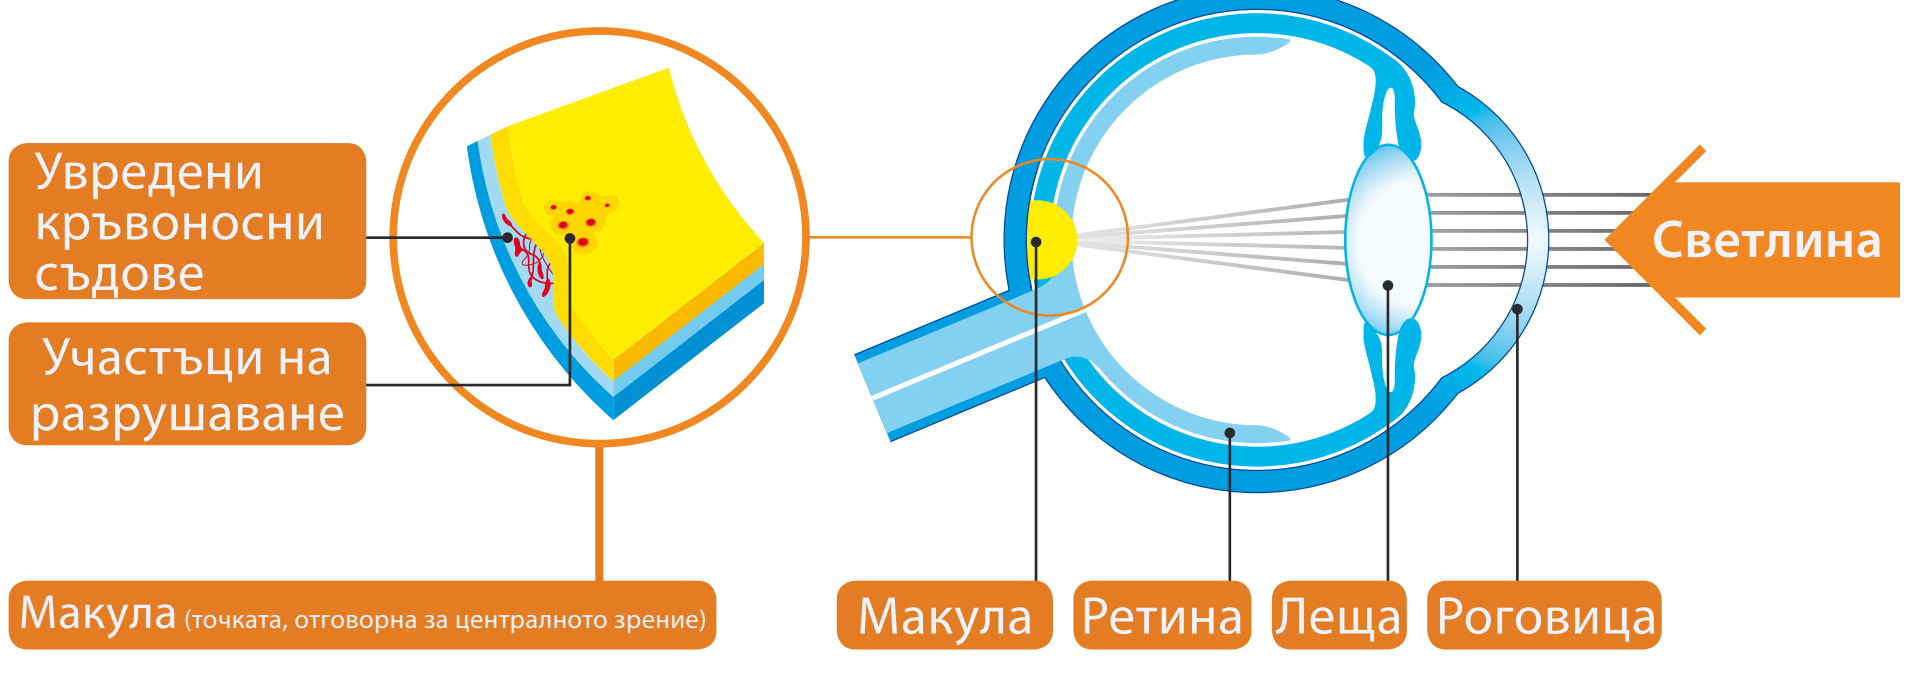 Увредени
кръвоносни
съдове
Участъци на
разрушаване
Макула (точката, отговорна за централното зрение)
Светлина
Макула
Ретина
Леща
Роговица